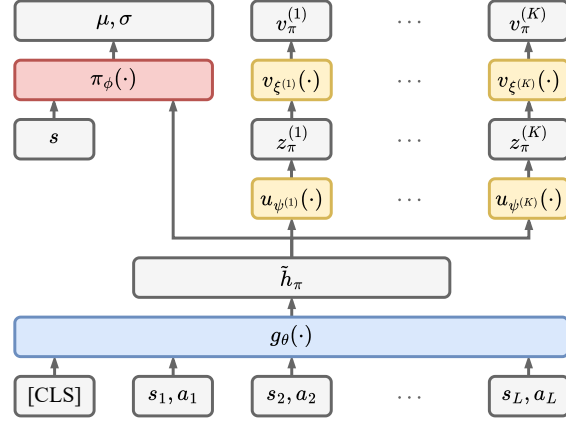 μ, σ v_π^(1) ··· v_π^(K)
π_ϕ(·) v_ξ^(1)(·) ··· v_ξ^(K)(·)
s z_π^(1) ··· z_π^(K)
u_ψ^(1)(·) ··· u_ψ^(K)(·)
h̃_π
g_θ(·)
[CLS] s_1, a_1 s_2, a_2 ··· s_L, a_L